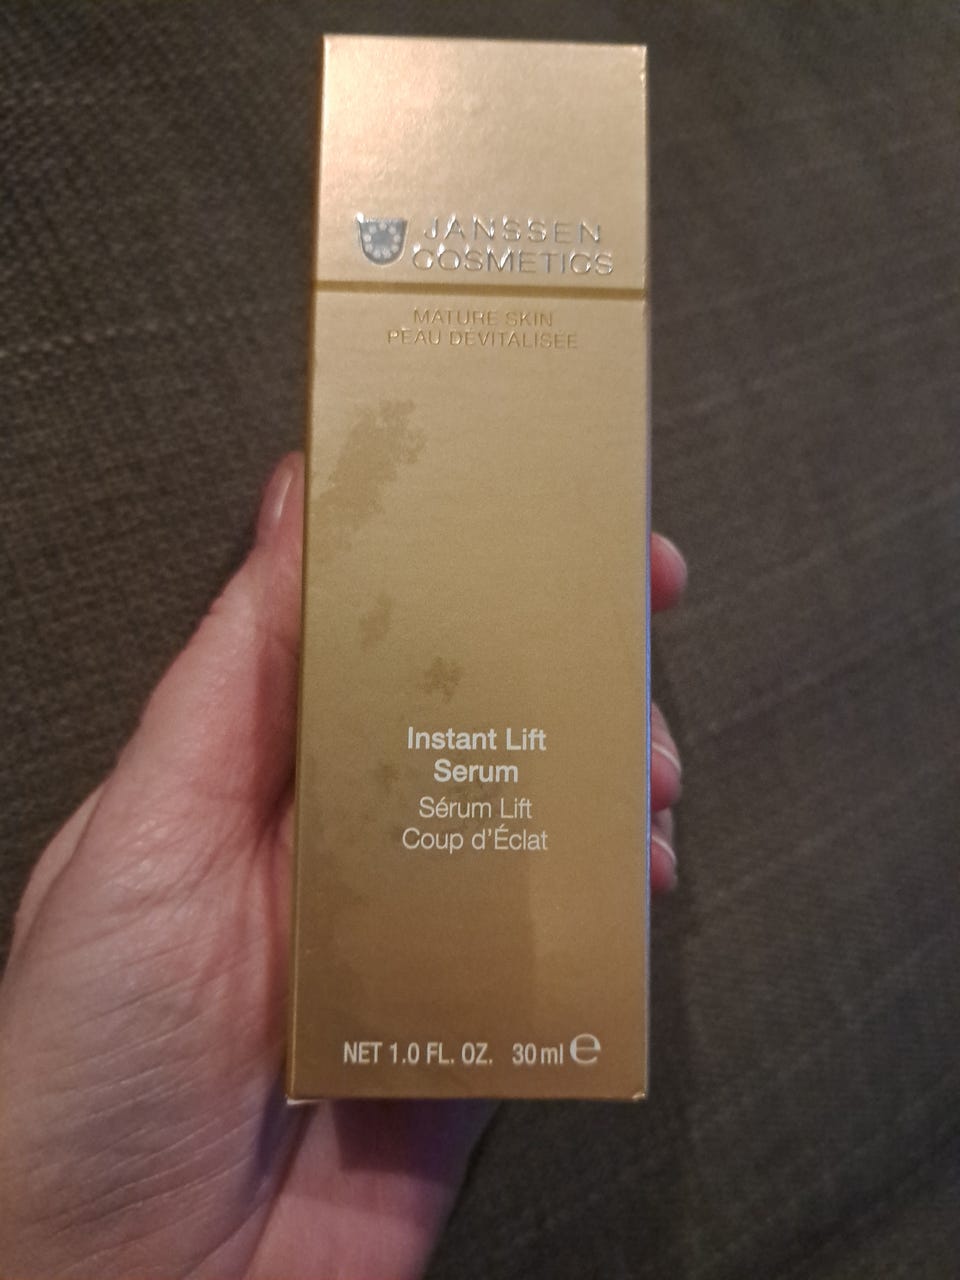 JANSSEN
COSMETICS
MATURE SKIN
PEAU DÉVITALISÉE
Instant Lift
Serum
Sérum Lift
Coup d'Éclat
NET 1.0 FL. OZ. 30 ml ℮